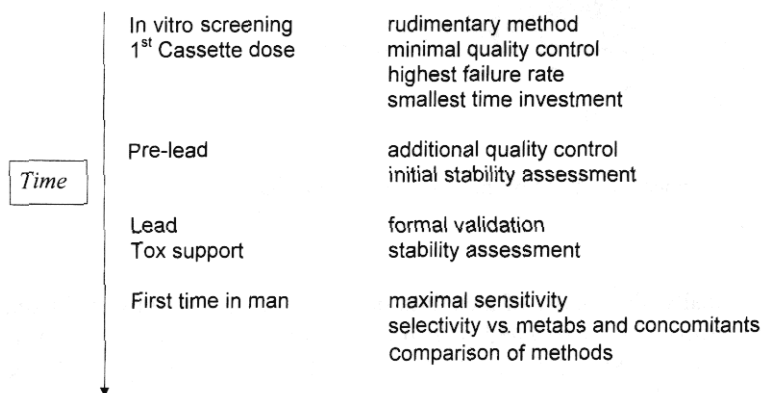 In vitro screening rudimentary method
1st Cassette dose minimal quality control
highest failure rate
smallest time investment
Pre-lead additional quality control
Time
initial stability assessment
Lead formal validation
Tox support stability assessment
First time in man maximal sensitivity
selectivity vs. metabs and concomitants
comparison of methods